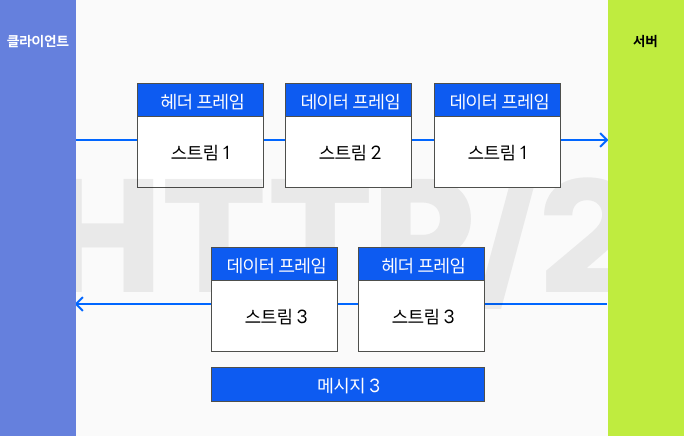 클라이언트
서버
헤더 프레임
데이터 프레임
데이터 프레임
스트림 1
스트림 2
스트림 1
HTTP/2
데이터 프레임
헤더 프레임
스트림 3
스트림 3
메시지 3